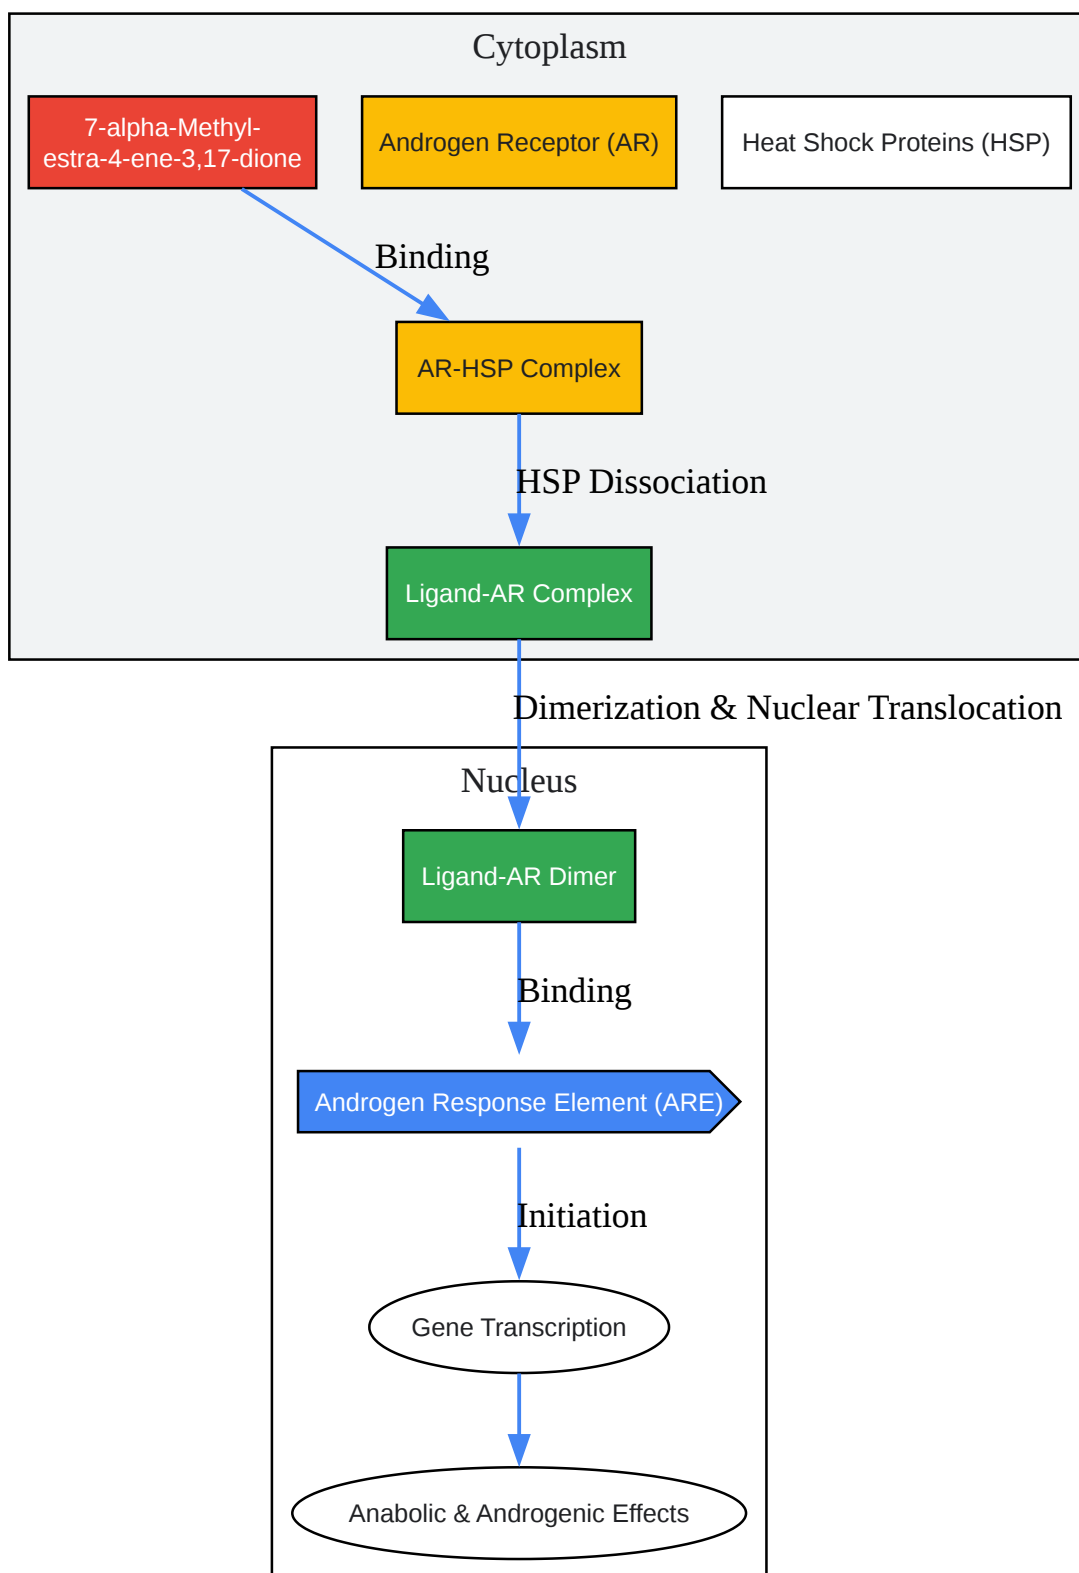 Cytoplasm
7-alpha-Methyl-
estra-4-ene-3,17-dione
Androgen Receptor (AR)
Heat Shock Proteins (HSP)
Binding
AR-HSP Complex
HSP Dissociation
Ligand-AR Complex
Dimerization & Nuclear Translocation
Nucleus
Ligand-AR Dimer
Binding
Androgen Response Element (ARE)
Initiation
Gene Transcription
Anabolic & Androgenic Effects